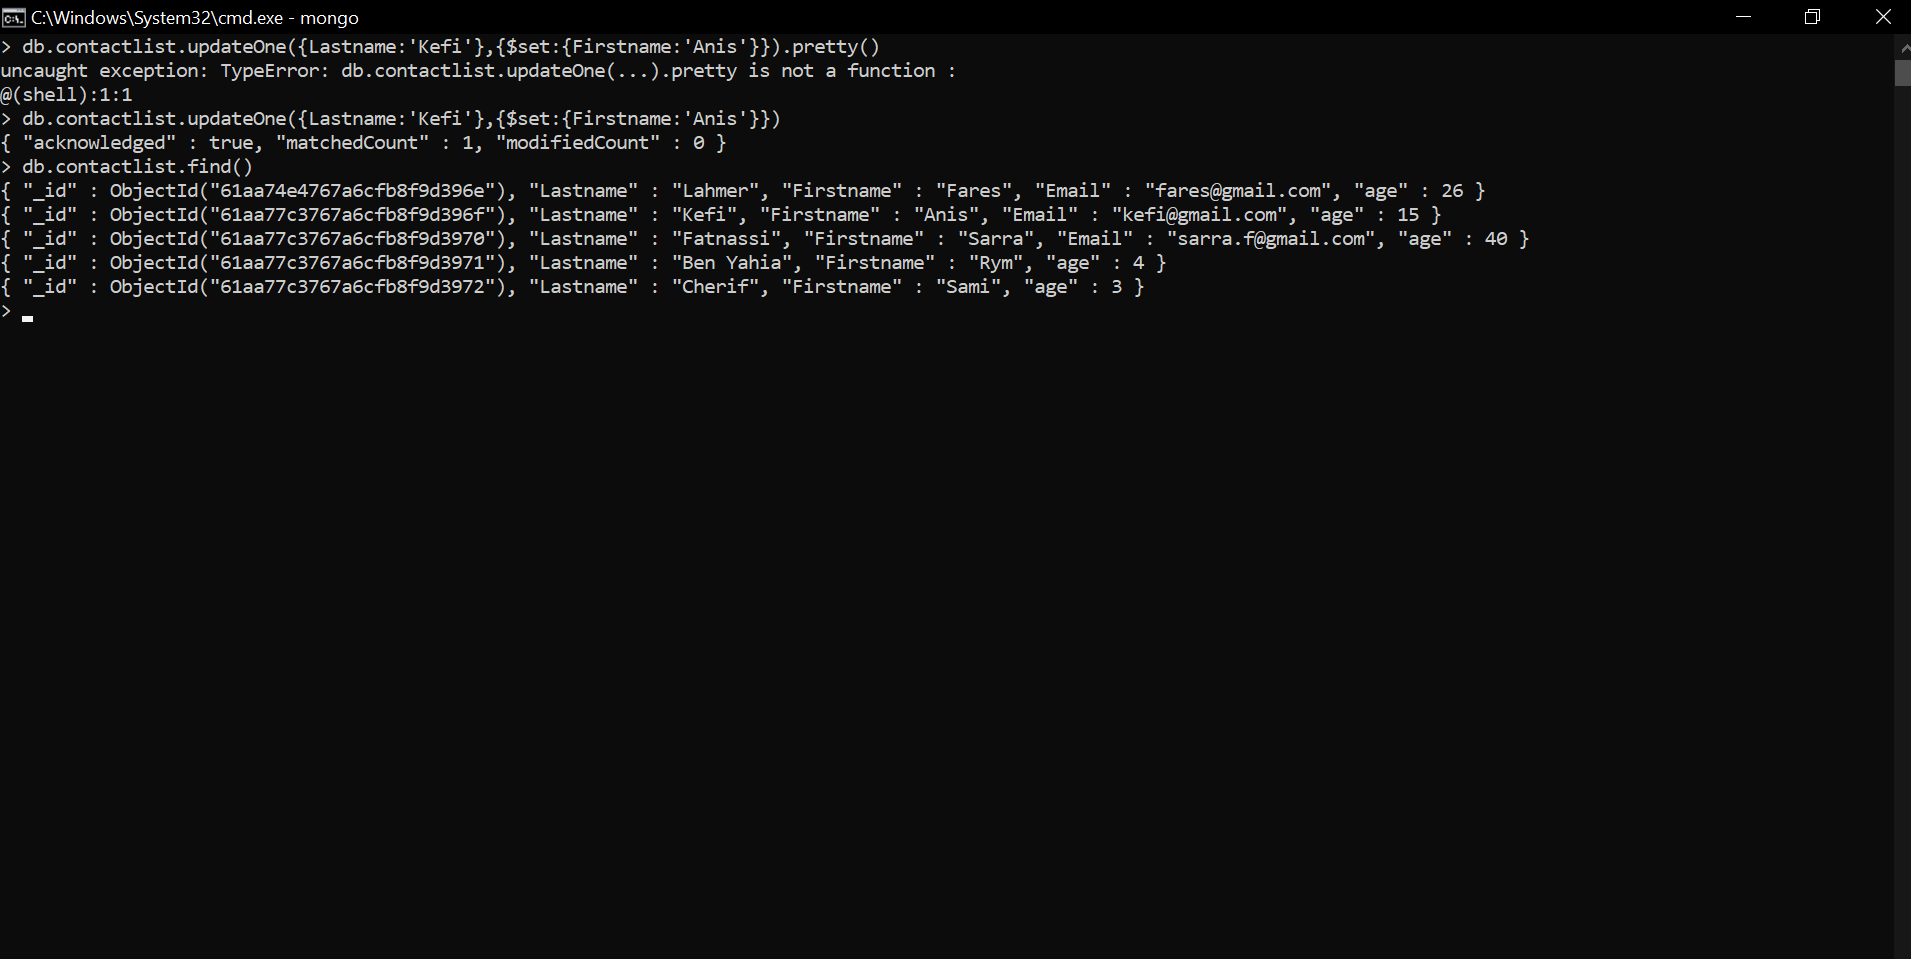 C:\Windows\System32\cmd.exe - mongo
> db.contactlist.updateOne({Lastname:'Kefi'},{$set:{Firstname:'Anis'}}).pretty()
uncaught exception: TypeError: db.contactlist.updateOne(...).pretty is not a function :
@(shell):1:1
> db.contactlist.updateOne({Lastname:'Kefi'},{$set:{Firstname:'Anis'}})
{ "acknowledged" : true, "matchedCount" : 1, "modifiedCount" : 0 }
> db.contactlist.find()
{ "_id" : ObjectId("61aa74e4767a6cfb8f9d396e"), "Lastname" : "Lahmer", "Firstname" : "Fares", "Email" : "fares@gmail.com", "age" : 26 }
{ "_id" : ObjectId("61aa77c3767a6cfb8f9d396f"), "Lastname" : "Kefi", "Firstname" : "Anis", "Email" : "kefi@gmail.com", "age" : 15 }
{ "_id" : ObjectId("61aa77c3767a6cfb8f9d3970"), "Lastname" : "Fatnassi", "Firstname" : "Sarra", "Email" : "sarra.f@gmail.com", "age" : 40 }
{ "_id" : ObjectId("61aa77c3767a6cfb8f9d3971"), "Lastname" : "Ben Yahia", "Firstname" : "Rym", "age" : 4 }
{ "_id" : ObjectId("61aa77c3767a6cfb8f9d3972"), "Lastname" : "Cherif", "Firstname" : "Sami", "age" : 3 }
>